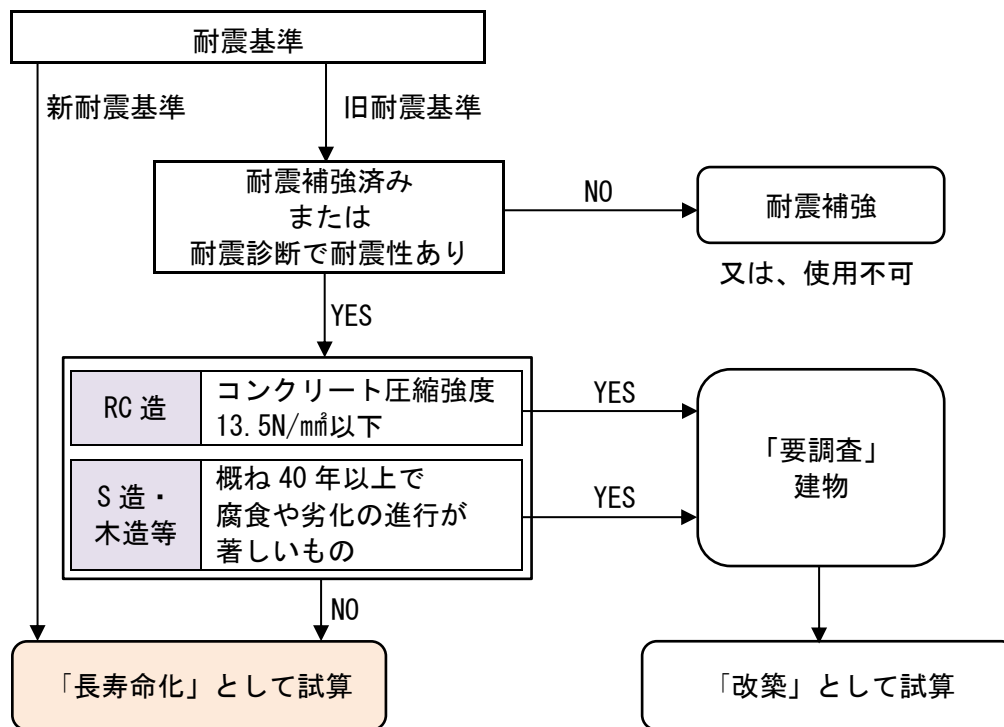 耐震基準
新耐震基準
旧耐震基準
耐震補強済み
または
耐震診断で耐震性あり
NO
耐震補強
又は、使用不可
YES
RC造
コンクリート圧縮強度
13.5N/m㎡以下
YES
S造・
木造等
概ね40年以上で
腐食や劣化の進行が
著しいもの
YES
「要調査」
建物
NO
「長寿命化」として試算
「改築」として試算